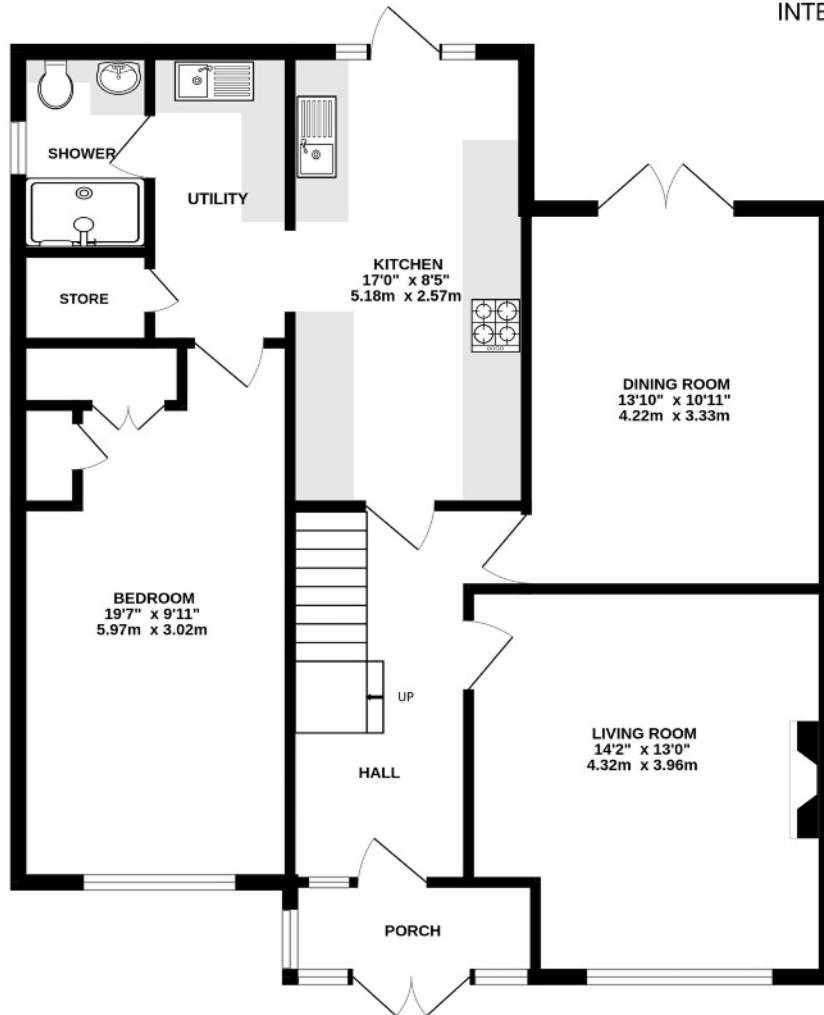 INTE
SHOWER
UTILITY
KITCHEN
17'0" x 8'5"
5.18m x 2.57m
STORE
DINING ROOM
13'10" x 10'11"
4.22m x 3.33m
BEDROOM
19'7" x 9'11"
5.97m x 3.02m
UP
LIVING ROOM
14'2" x 13'0"
4.32m x 3.96m
HALL
PORCH